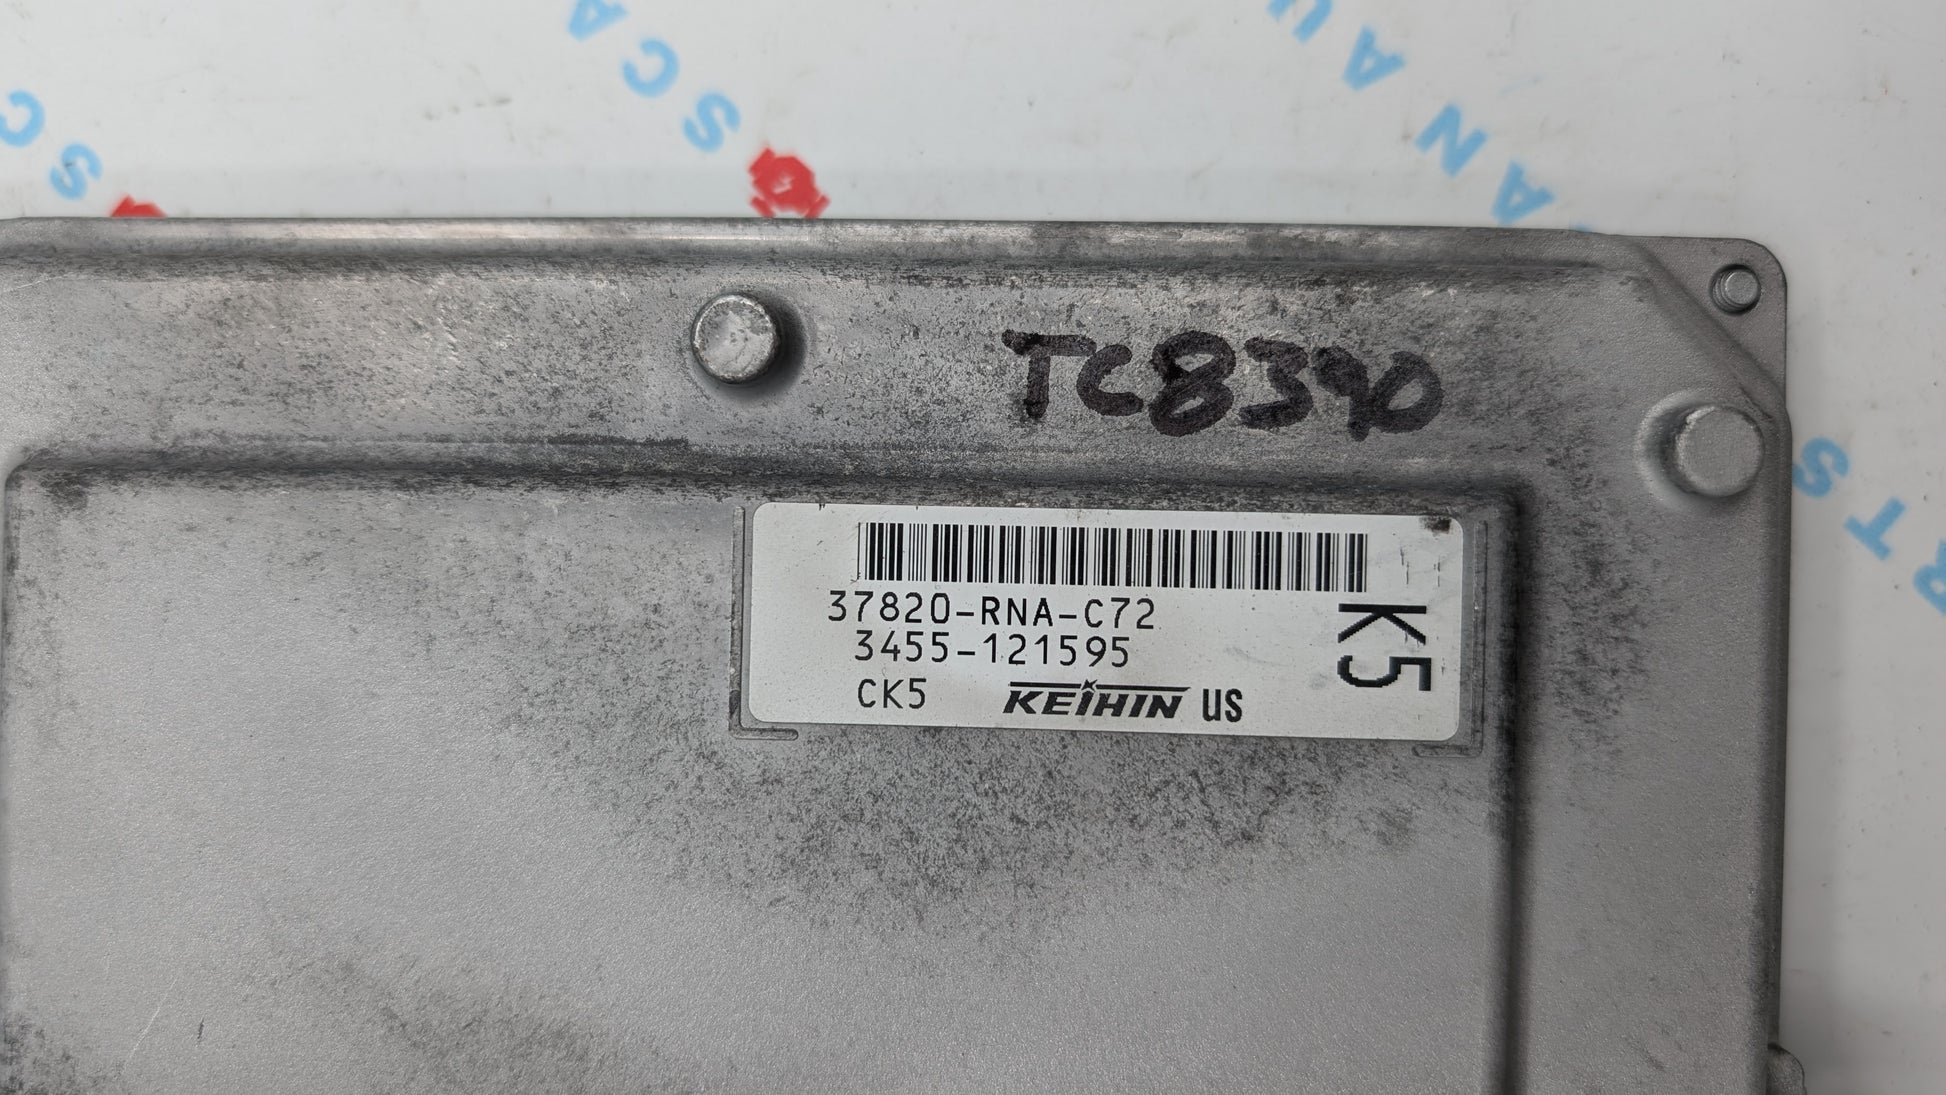 TC8390
37820-RNA-C72
3455-121595
CK5 KEIHIN US
K5